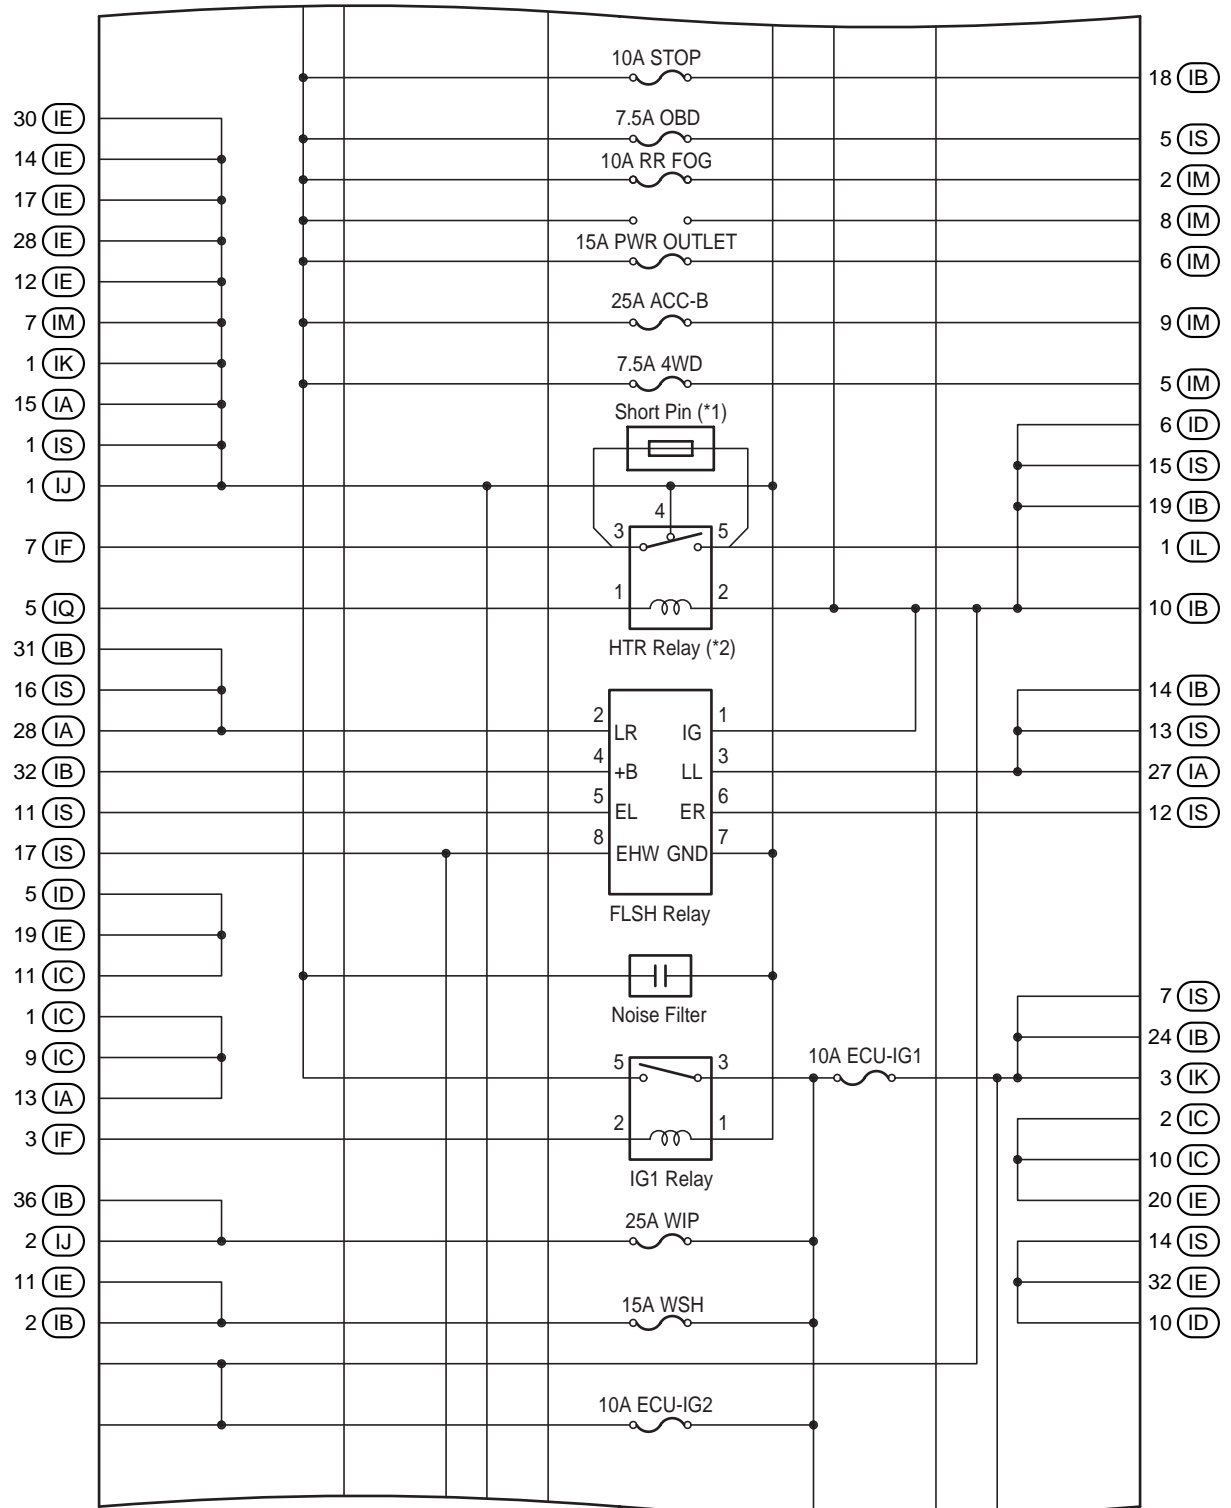 10A STOP
18 IB
30 IE
7.5A OBD
5 IS
14 IE
10A RR FOG
2 IM
17 IE
8 IM
28 IE
15A PWR OUTLET
6 IM
12 IE
25A ACC-B
7 IM
9 IM
1 IK
7.5A 4WD
5 IM
15 IA
Short Pin (*1)
6 ID
1 IS
15 IS
1 IJ
4
19 IB
3 5
7 IF
1 IL
1 2
5 IQ
10 IB
31 IB
HTR Relay (*2)
16 IS
14 IB
28 IA
2 LR IG 1
13 IS
32 IB
4 +B LL 3
27 IA
11 IS
5 EL ER 6
12 IS
17 IS
8 EHW GND 7
5 ID
FLSH Relay
19 IE
11 IC
7 IS
1 IC
Noise Filter
24 IB
9 IC
5 3
10A ECU-IG1
3 IK
13 IA
2 IC
3 IF
2 1
10 IC
IG1 Relay
36 IB
20 IE
25A WIP
2 IJ
14 IS
11 IE
32 IE
15A WSH
2 IB
10 ID
10A ECU-IG2